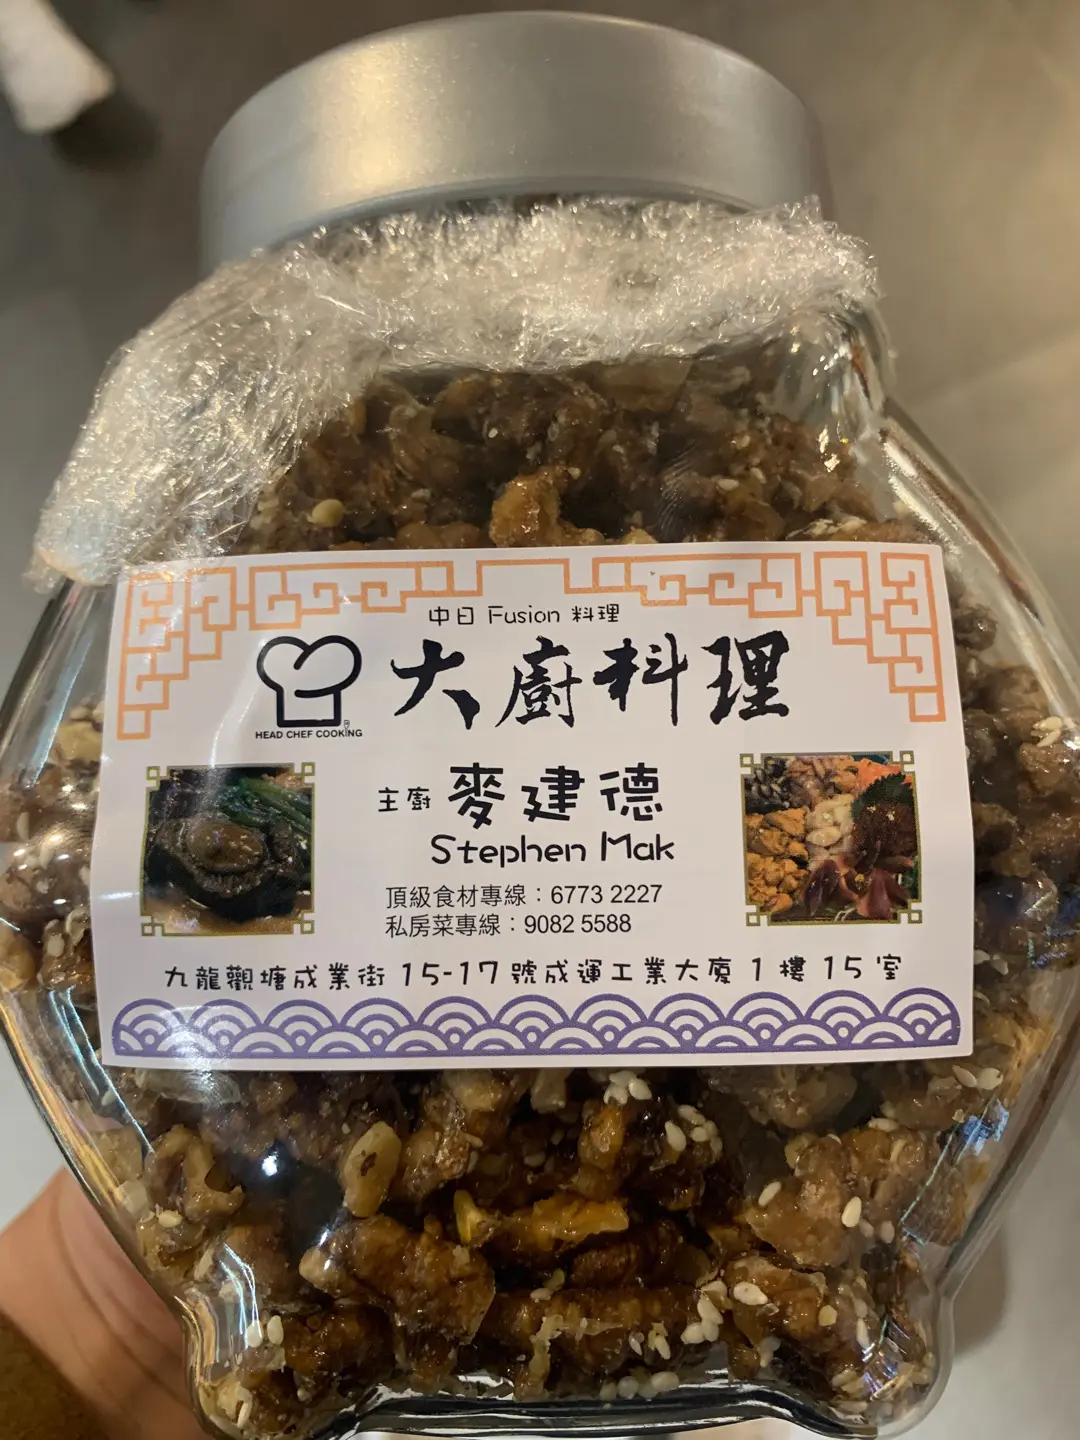 中日 Fusion 料理
大廚料理
HEAD CHEF COOKING
主廚 麥建德
Stephen Mak
頂級食材專線：6773 2227
私房菜專線：9082 5588
九龍觀塘成業街 15-17 號成運工業大廈 1 樓 15 室